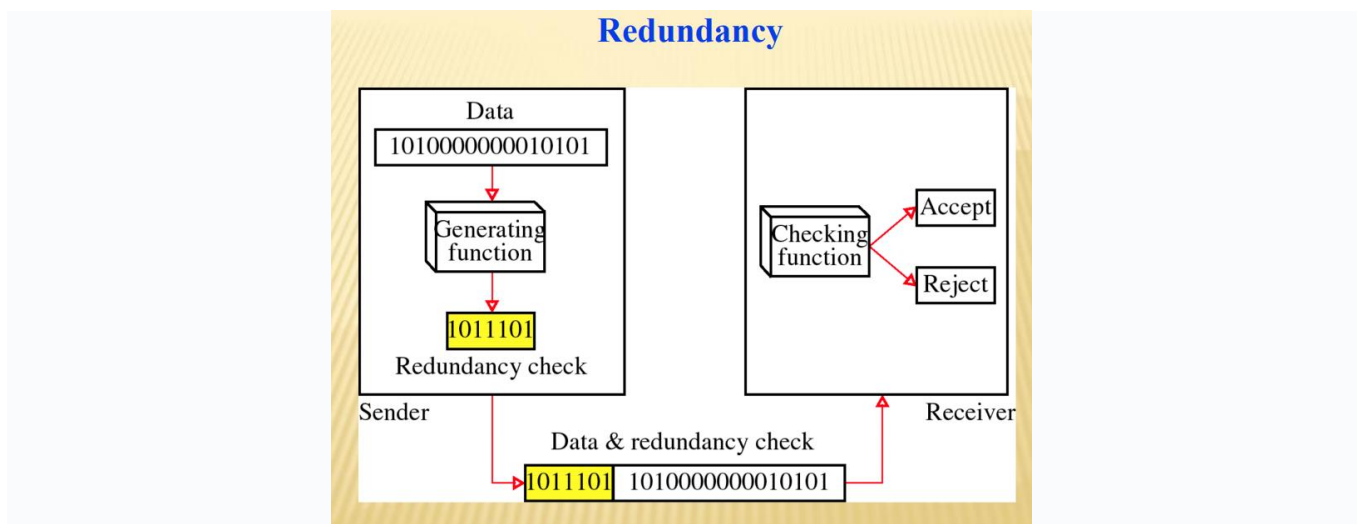 Redundancy
Data
1010000000010101
Generating
function
1011101
Redundancy check
Sender
Checking
function
Accept
Reject
Receiver
Data & redundancy check
1011101 1010000000010101